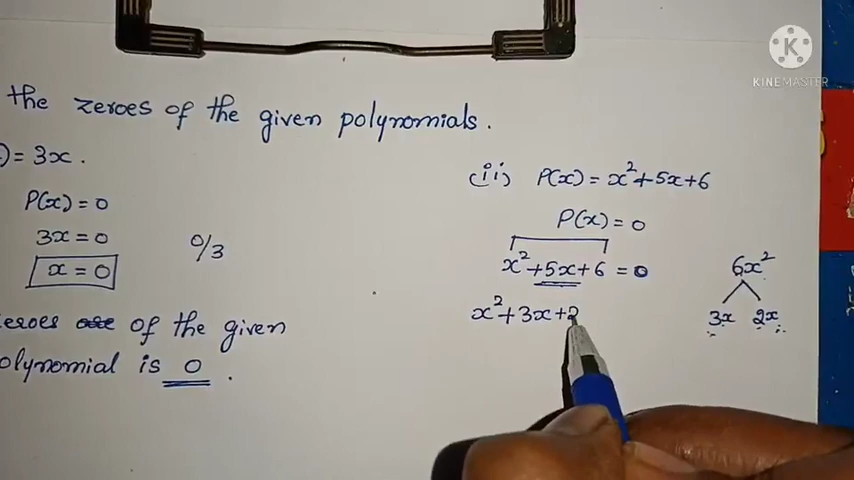 the zeroes of the given polynomials.
)= 3x.
P(x)=0
3x=0
0/3
x=0
zeroes of the given
polynomial is 0.
(ii) P(x)=x²+5x+6
P(x)=0
x²+5x+6=0
x²+3x+2
6x²
3x 2x
K
KINEMASTER